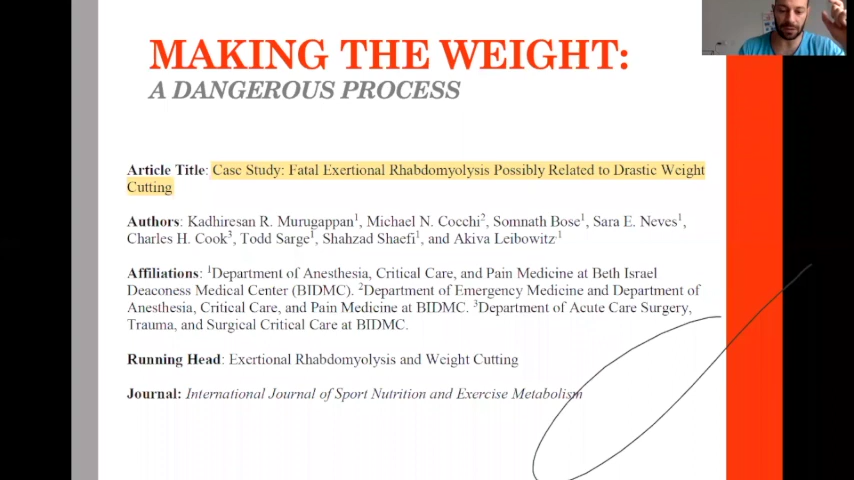 MAKING THE WEIGHT:
A DANGEROUS PROCESS
Article Title: Case Study: Fatal Exertional Rhabdomyolysis Possibly Related to Drastic Weight
Cutting
Authors: Kadhiresan R. Murugappan1, Michael N. Cocchi2, Somnath Bose1, Sara E. Neves1,
Charles H. Cook3, Todd Sarge1, Shahzad Shaefi1, and Akiva Leibowitz1
Affiliations: 1Department of Anesthesia, Critical Care, and Pain Medicine at Beth Israel
Deaconess Medical Center (BIDMC). 2Department of Emergency Medicine and Department of
Anesthesia, Critical Care, and Pain Medicine at BIDMC. 3Department of Acute Care Surgery,
Trauma, and Surgical Critical Care at BIDMC.
Running Head: Exertional Rhabdomyolysis and Weight Cutting
Journal: International Journal of Sport Nutrition and Exercise Metabolism